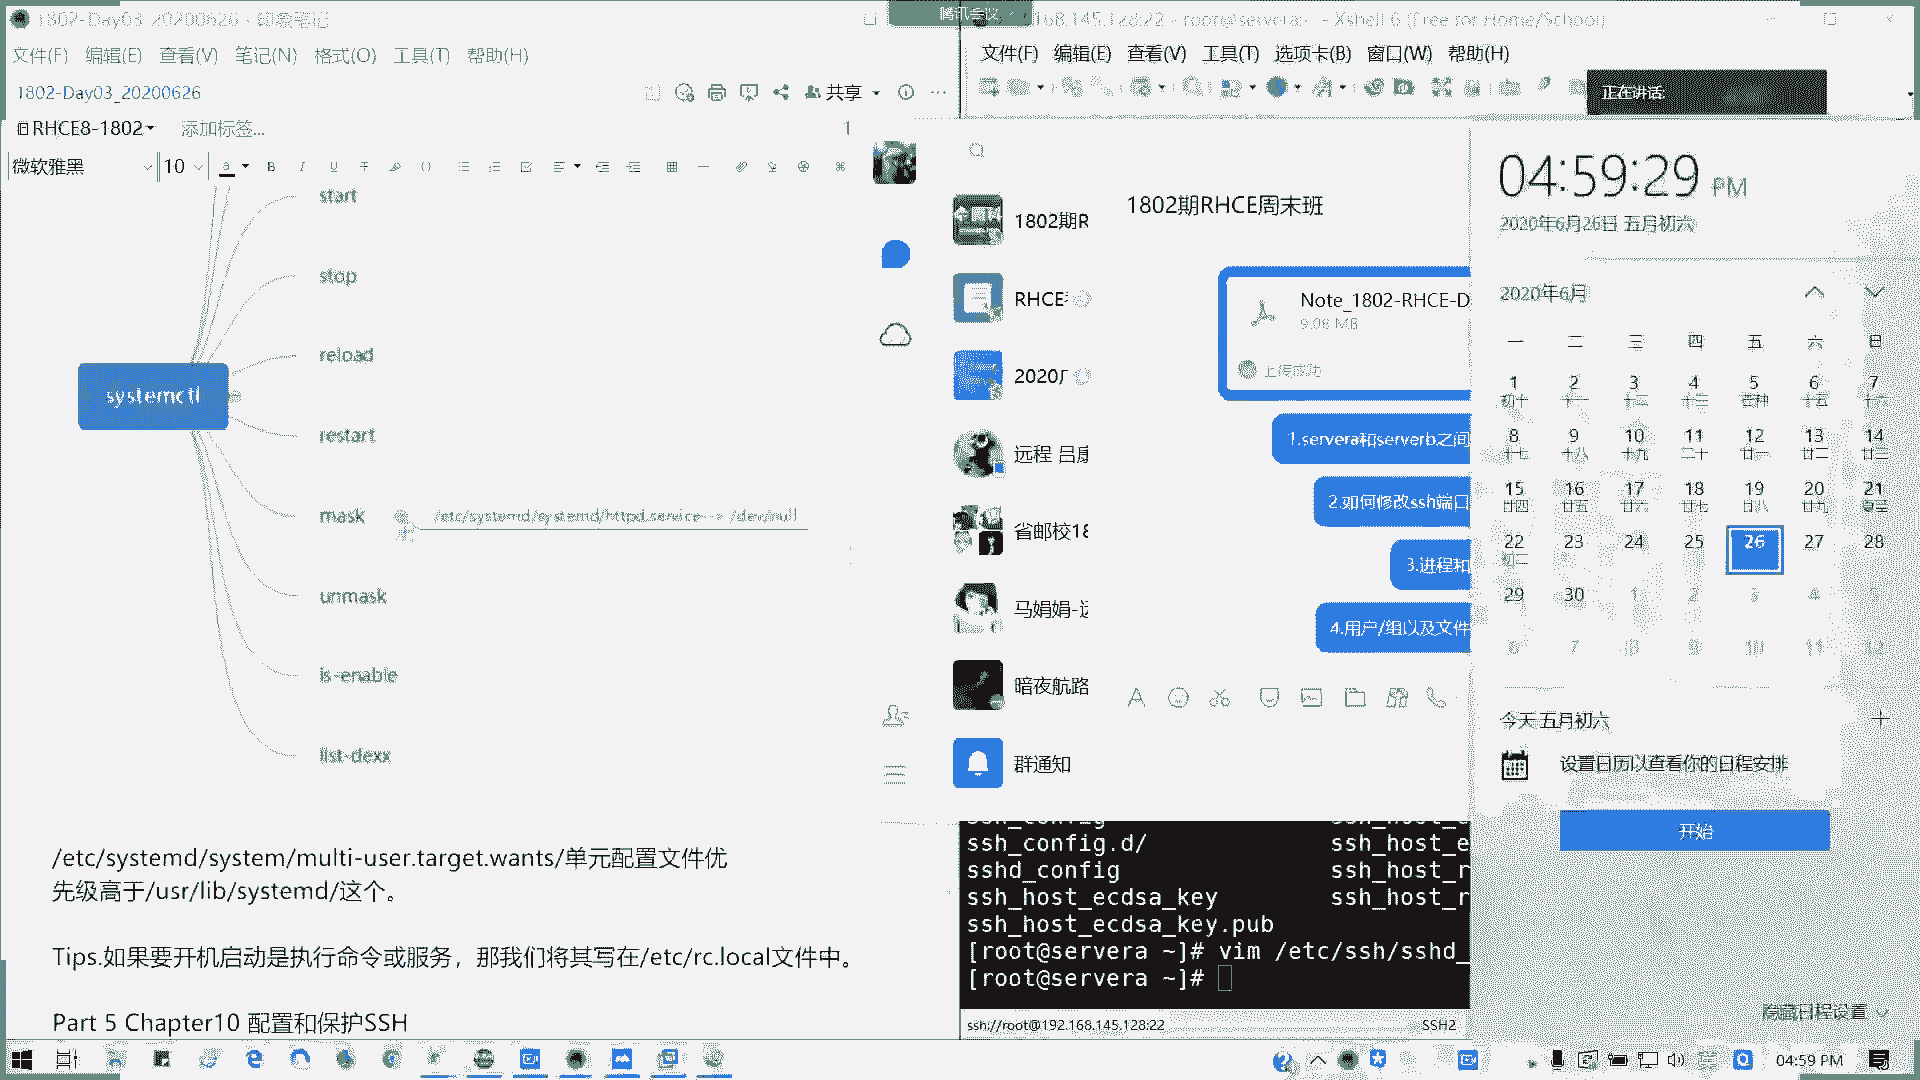 1802-Day03_20200626 - 印象笔记
文件(F) 编辑(E) 查看(V) 笔记(N) 格式(O) 工具(T) 帮助(H)
1802-Day03_20200626
共享
RHCE8-1802
添加标签...
1
微软雅黑
10
start
stop
reload
systemctl
restart
mask
/etc/systemd/systemd/httpd.service--> /dev/null
unmask
is-enable
list-dexx
/etc/systemd/system/multi-user.target.wants/单元配置文件优
先级高于/usr/lib/systemd/这个。
Tips.如果要开机启动是执行命令或服务，那我们将其写在/etc/rc.local文件中。
Part 5 Chapter10 配置和保护SSH
腾讯会议
168.145.128:22 - root@servera:~ - Xshell 6 (Free for Home/School)
文件(F) 编辑(E) 查看(V) 工具(T) 选项卡(B) 窗口(W) 帮助(H)
正在讲话:
1802期R
RHCE
2020
远程 吕
省邮校18
马娟娟-
暗夜航路
群通知
1802期RHCE周末班
Note_1802-RHCE-D
9.08 MB
上传成功
1.servera和serverb之间
2.如何修改ssh端口
3.进程和
4.用户/组以及文件
ssh_config.d/ ssh_host_e
sshd_config ssh_host_r
ssh_host_ecdsa_key ssh_host_r
ssh_host_ecdsa_key.pub
[root@servera ~]# vim /etc/ssh/sshd_
[root@servera ~]#
ssh://root@192.168.145.128:22
SSH2
04:59:29 PM
2020年6月26日 五月初六
2020年6月
一 二 三 四 五 六 日
1 2 3 4 5 6 7
初十 十一 十二 十三 芒种 十五 十六
8 9 10 11 12 13 14
十七 十八 十九 二十 廿一 廿二 廿三
15 16 17 18 19 20 21
廿四 廿五 廿六 廿七 廿八 廿九 夏至
22 23 24 25 26 27 28
初二
29 30 1 2 3 4 5
6 7 8 9 10 11 12
今天 五月初六
设置日历以查看你的日程安排
开始
隐藏日程设置
04:59 PM